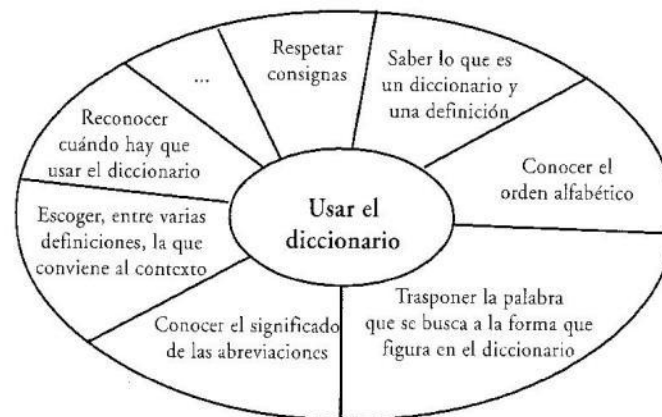 Respetar
consignas
Saber lo que es
un diccionario y
una definición
Conocer el
orden alfabético
Trasponer la palabra
que se busca a la forma que
figura en el diccionario
Conocer el significado
de las abreviaciones
Escoger, entre varias
definiciones, la que
conviene al contexto
Reconocer
cuándo hay que
usar el diccionario
...
Usar el
diccionario